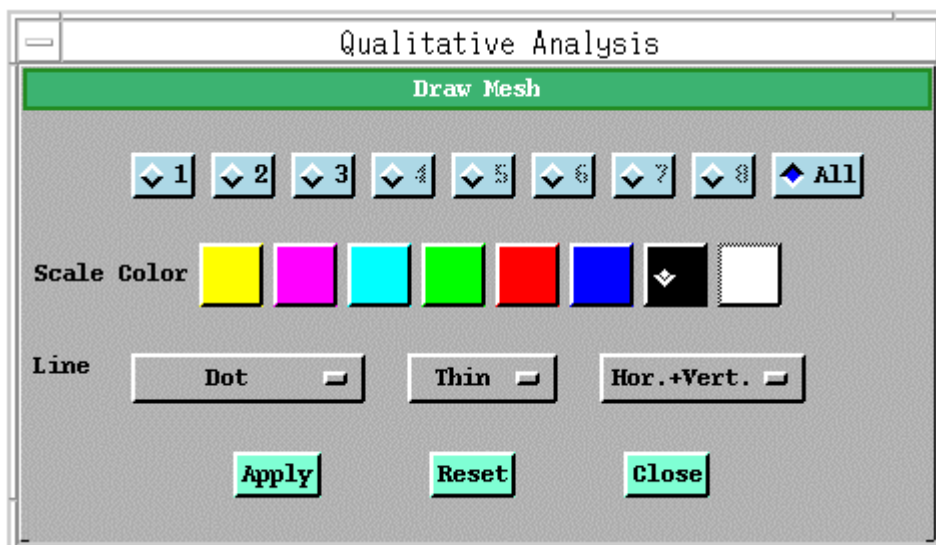 Qualitative Analysis
Draw Mesh
1 2 3 4 5 6 7 8 All
Scale Color
Line Dot Thin Hor.+Vert.
Apply Reset Close